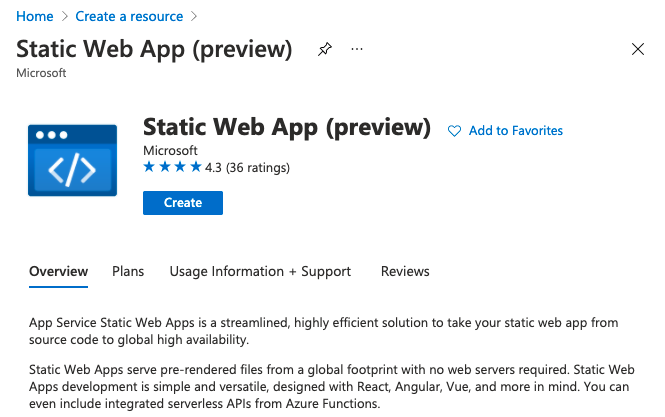 Home > Create a resource >
Static Web App (preview) ...
Microsoft
Static Web App (preview) Add to Favorites
Microsoft
4.3 (36 ratings)
Create
Overview Plans Usage Information + Support Reviews
App Service Static Web Apps is a streamlined, highly efficient solution to take your static web app from
source code to global high availability.
Static Web Apps serve pre-rendered files from a global footprint with no web servers required. Static Web
Apps development is simple and versatile, designed with React, Angular, Vue, and more in mind. You can
even include integrated serverless APIs from Azure Functions.